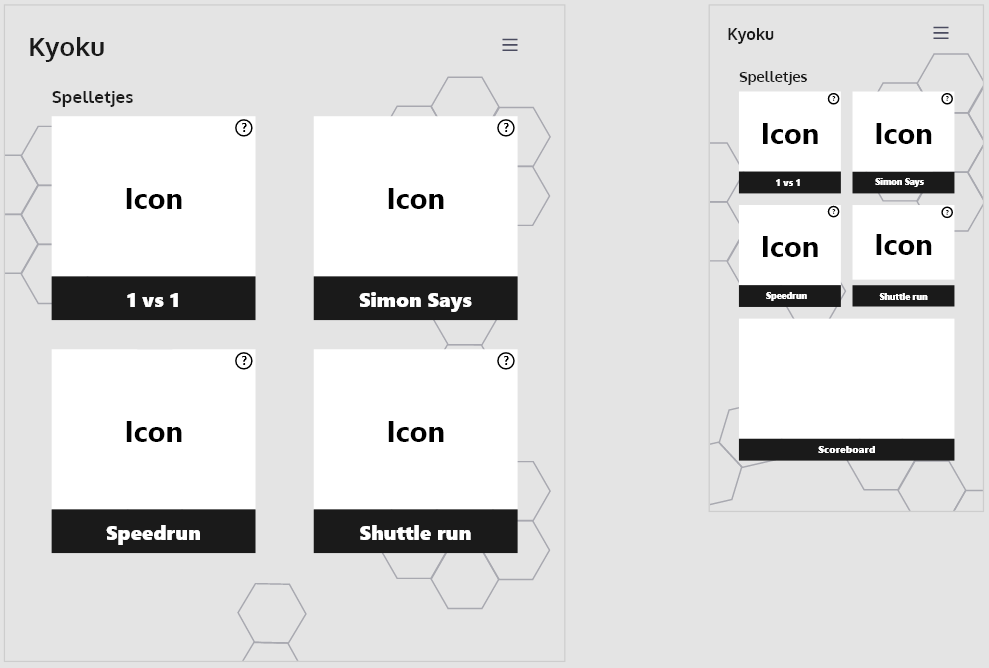 Kyoku
Spelletjes
?
?
Icon
Icon
1 vs 1
Simon Says
?
?
Icon
Icon
Speedrun
Shuttle run
Kyoku
Spelletjes
?
?
Icon
Icon
1 vs 1
Simon Says
?
?
Icon
Icon
Speedrun
Shuttle run
Scoreboard